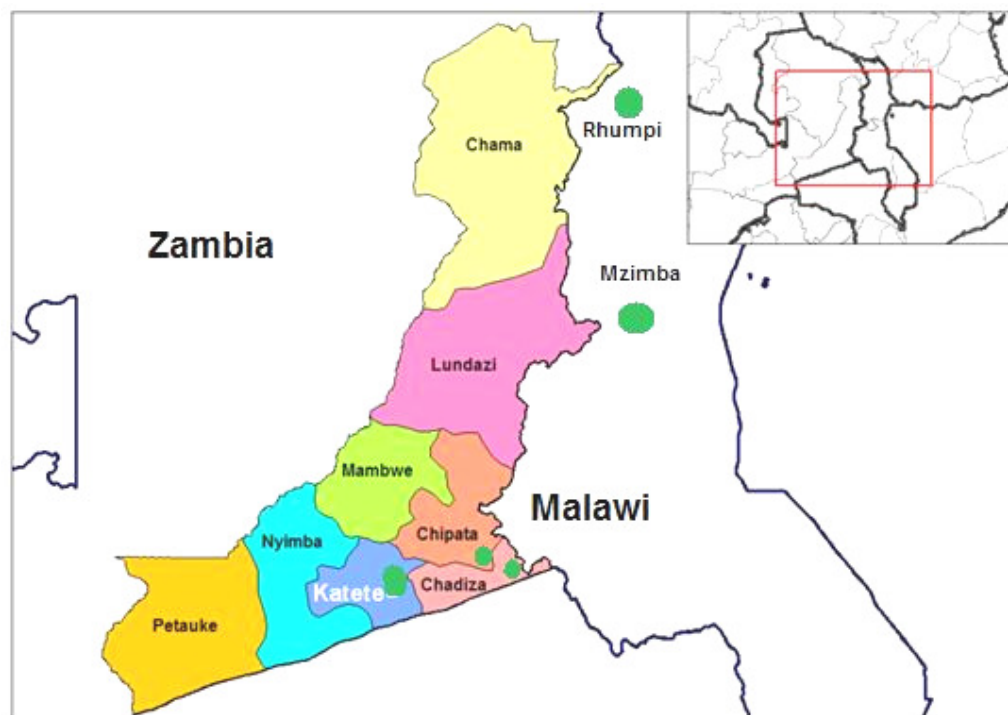 Rhumpi
Chama
Zambia
Mzimba
Lundazi
Mambwe
Malawi
Chipata
Nyimba
Chadiza
Katete
Petauke